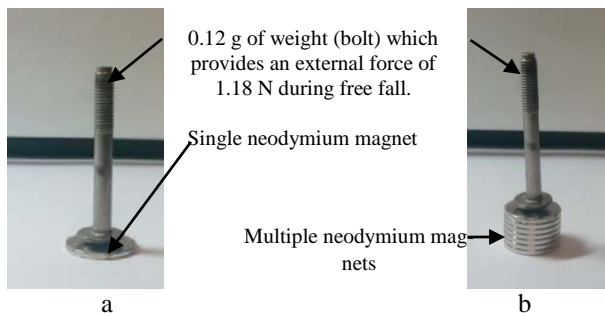 0.12 g of weight (bolt) which
provides an external force of
1.18 N during free fall.
Single neodymium magnet
Multiple neodymium mag-
nets
a
b